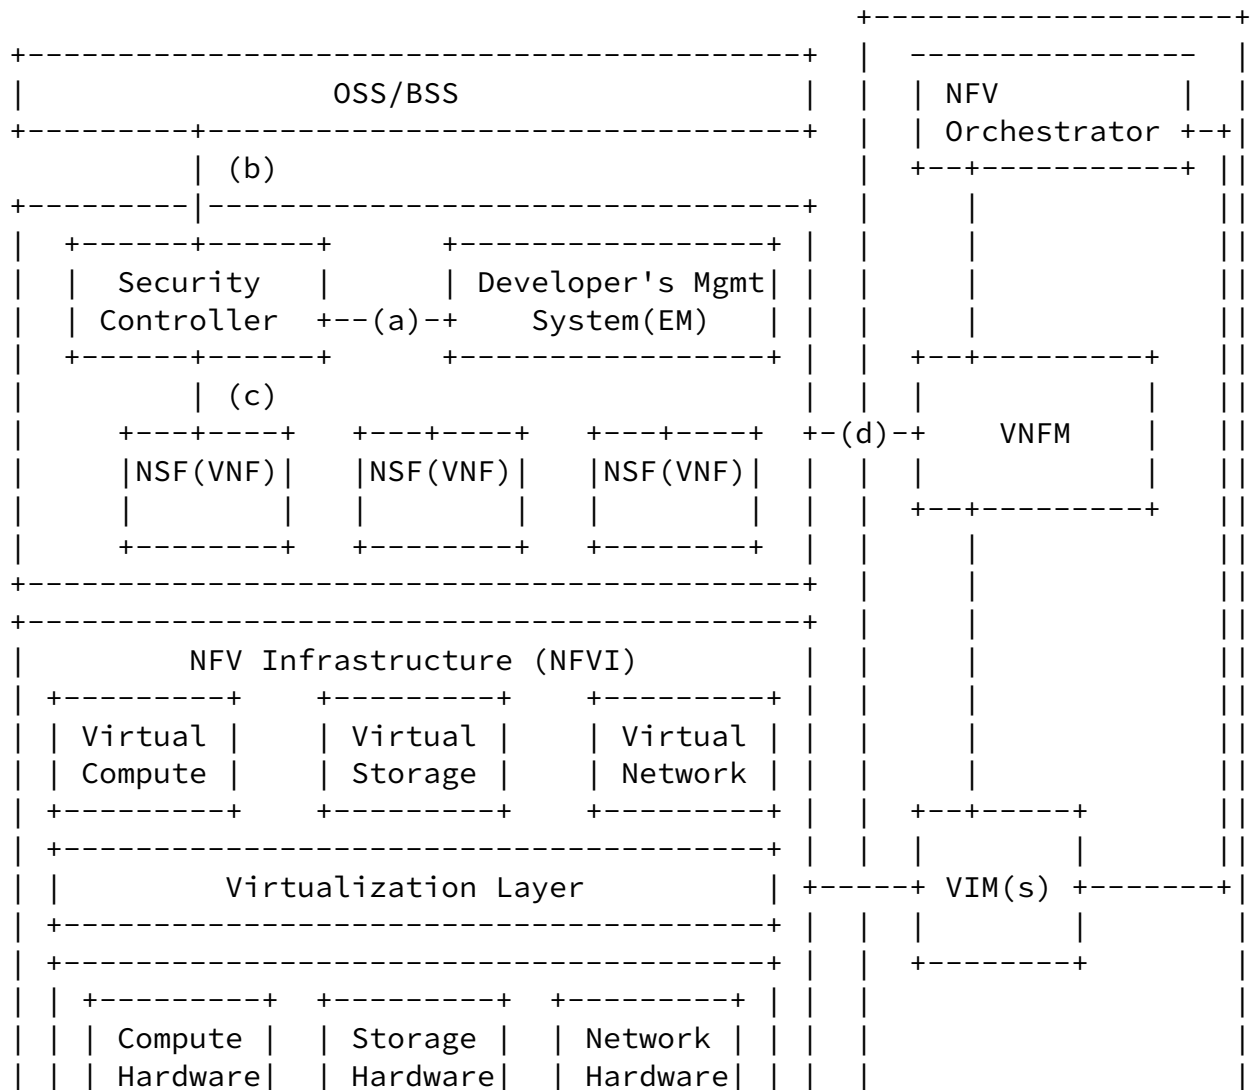 +--------------------+
+-------------------------------------------+  |  ----------------  |
|                 OSS/BSS                   |  |  | NFV          |  |
+---------+---------------------------------+  |  | Orchestrator +-+|
          | (b)                                |  +--+-----------+ ||
+---------|---------------------------------+  |     |             ||
|  +------+------+      +-----------------+ |  |     |             ||
|  |  Security   |      | Developer's Mgmt| |  |     |             ||
|  | Controller  +--(a)-+    System(EM)   | |  |     |             ||
|  +------+------+      +-----------------+ |  |  +--+---------+   ||
|         | (c)                             |  |  |            |   ||
|     +---+----+   +---+----+   +---+----+  +-(d)-+    VNFM    |   ||
|     |NSF(VNF)|   |NSF(VNF)|   |NSF(VNF)|  |  |  |            |   ||
|     |        |   |        |   |        |  |  |  +--+---------+   ||
|     +--------+   +--------+   +--------+  |  |     |             ||
+-------------------------------------------+  |     |             ||
+-------------------------------------------+  |     |             ||
|         NFV Infrastructure (NFVI)         |  |     |             ||
| +---------+    +---------+    +---------+ |  |     |             ||
| | Virtual |    | Virtual |    | Virtual | |  |     |             ||
| | Compute |    | Storage |    | Network | |  |     |             ||
| +---------+    +---------+    +---------+ |  |  +--+-----+       ||
| +---------------------------------------+ |  |  |        |       ||
| |         Virtualization Layer          | +-----+ VIM(s) +-------+|
| +---------------------------------------+ |  |  |        |        |
| +---------------------------------------+ |  |  +--------+        |
| | +---------+  +---------+  +---------+ | |  |                    |
| | | Compute |  | Storage |  | Network | | |  |                    |
| | | Hardware|  | Hardware|  | Hardware| | |  |                    |